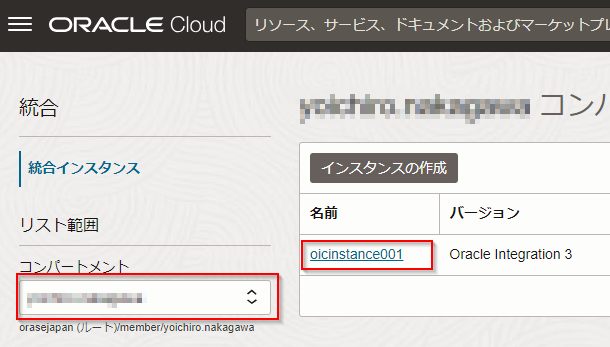 ORACLE Cloud
リソース、サービス、ドキュメントおよびマーケットプレ
統合
統合インスタンス
リスト範囲
コンパートメント
orasejapan (ルート)/member/yoichiro.nakagawa
コンパ
インスタンスの作成
名前 バージョン
oicinstance001 Oracle Integration 3